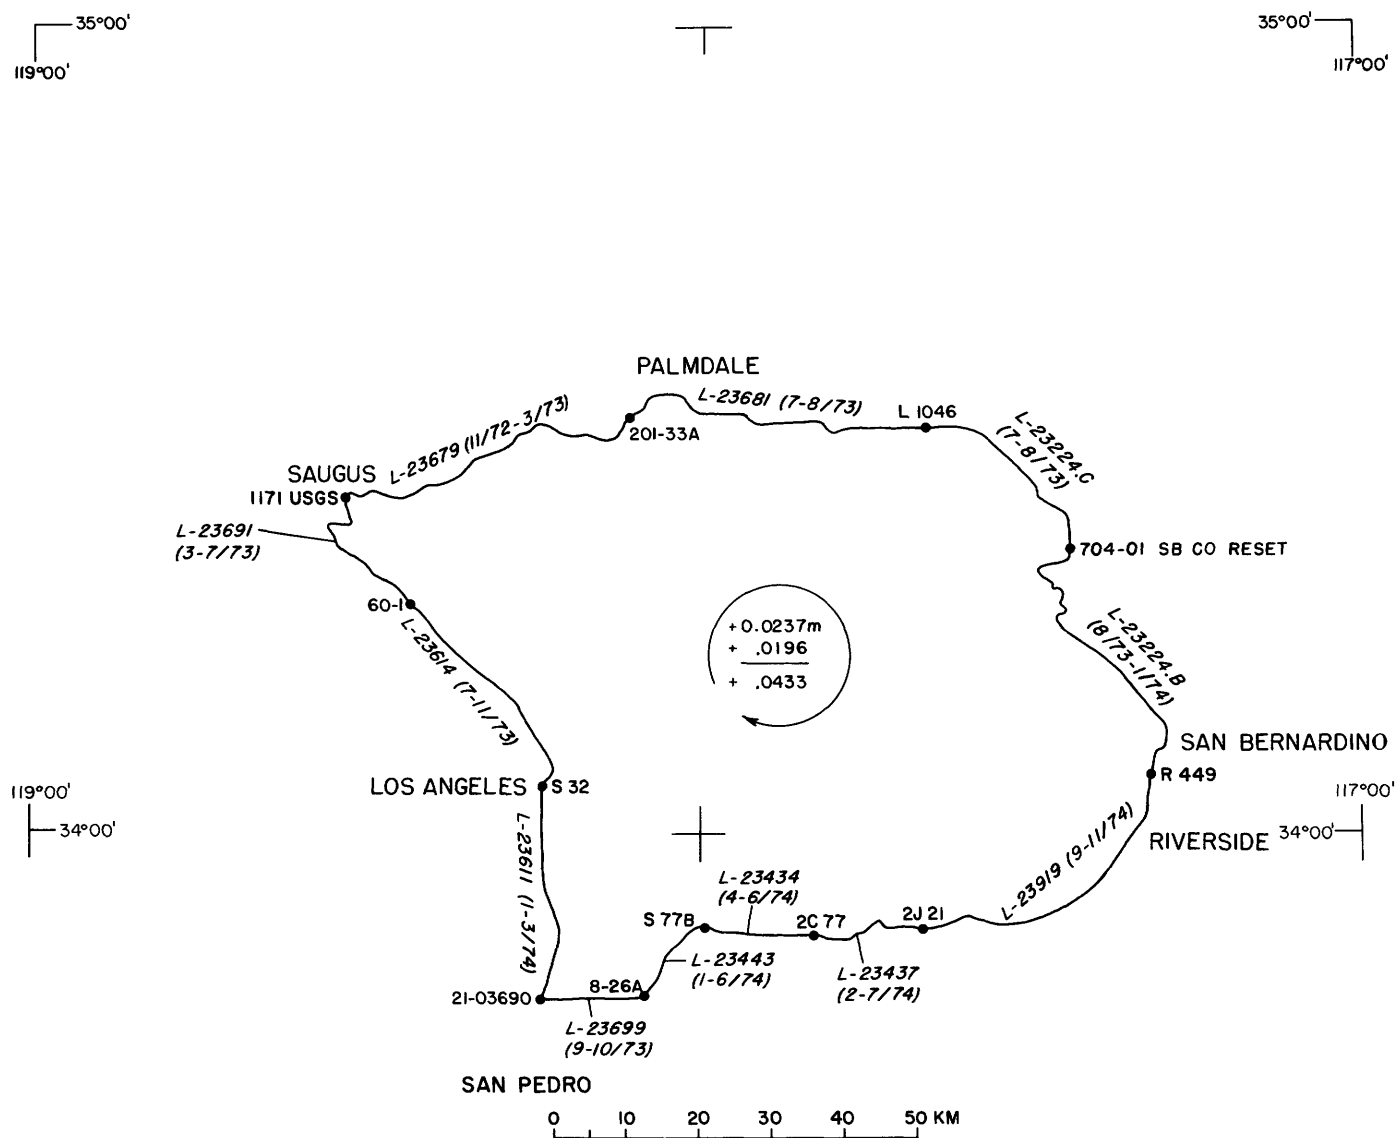 35°00'
119°00'
35°00'
117°00'
PALMDALE
L-23681 (7-8/73)
L 1046
201-33A
L-23679 (11/72-3/73)
L-23224.C
(7-8/73)
SAUGUS
1171 USGS
L-23691
(3-7/73)
704-01 SB CO RESET
60-1
L-23614 (7-11/73)
+0.0237m
+ .0196
+ .0433
L-23224.B
(8/73-1/74)
SAN BERNARDINO
R 449
LOS ANGELES
S 32
119°00'
34°00'
117°00'
34°00'
RIVERSIDE
L-23611 (1-3/74)
L-23919 (9-11/74)
L-23434
(4-6/74)
S 77B
2C 77
2J 21
L-23443
(1-6/74)
L-23437
(2-7/74)
21-03690
8-26A
L-23699
(9-10/73)
SAN PEDRO
0 10 20 30 40 50 KM